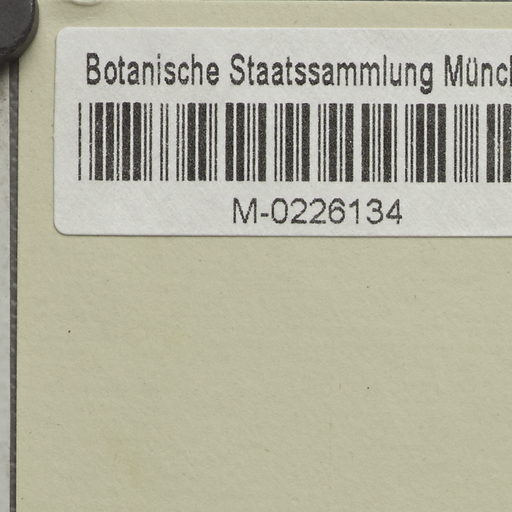 Botanische Staatssammlung Münc
M-0226134